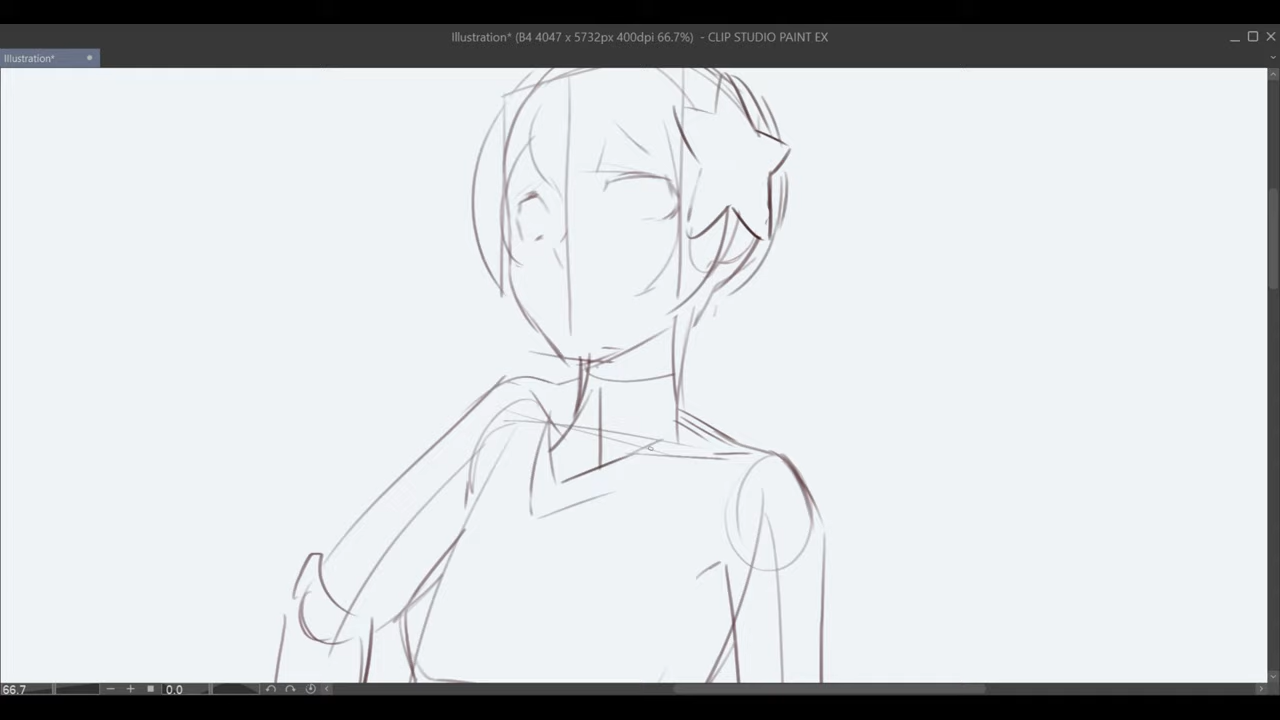 Illustration* (B4 4047 x 5732px 400dpi 66.7%) - CLIP STUDIO PAINT EX
Illustration*
66.7
0.0